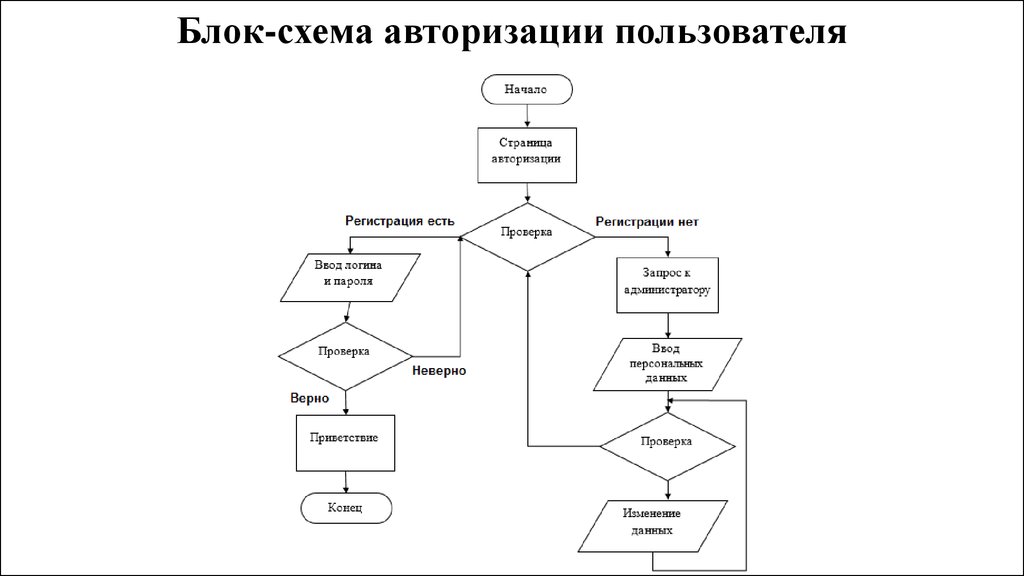 Блок-схема авторизации пользователя
Начало
Страница
авторизации
Проверка
Регистрация есть
Регистрации нет
Ввод логина
и пароля
Запрос к
администратору
Проверка
Неверно
Верно
Ввод
персональных
данных
Приветствие
Проверка
Конец
Изменение
данных